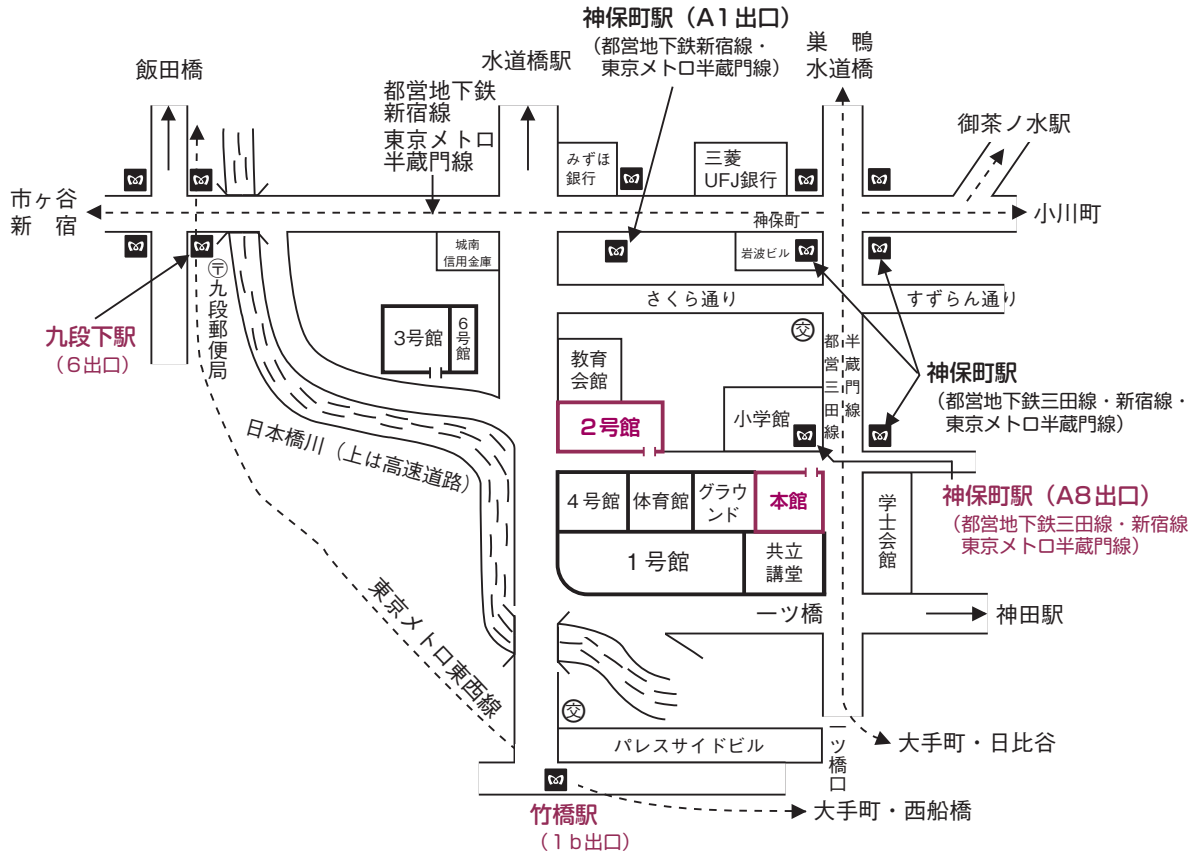 神保町駅（A1出口）
（都営地下鉄新宿線・
東京メトロ半蔵門線）
巣　鴨
水道橋
飯田橋
水道橋駅
都営地下鉄
新宿線
東京メトロ
半蔵門線
御茶ノ水駅
みずほ
銀行
三菱
UFJ銀行
市ヶ谷
新　宿
小川町
神保町
城南
信用金庫
岩波ビル
〒九段郵便局
さくら通り
すずらん通り
九段下駅
（6出口）
3号館
6号館
交
教育
会館
都営三田線
半蔵門線
神保町駅
（都営地下鉄三田線・新宿線・
東京メトロ半蔵門線）
2号館
小学館
日本橋川（上は高速道路）
4号館
体育館
グラウ
ンド
本館
神保町駅（A8出口）
（都営地下鉄三田線・新宿線
東京メトロ半蔵門線）
学士会館
1号館
共立
講堂
一ツ橋
神田駅
東京メトロ東西線
交
パレスサイドビル
一ツ橋口
大手町・日比谷
竹橋駅
（1b出口）
大手町・西船橋